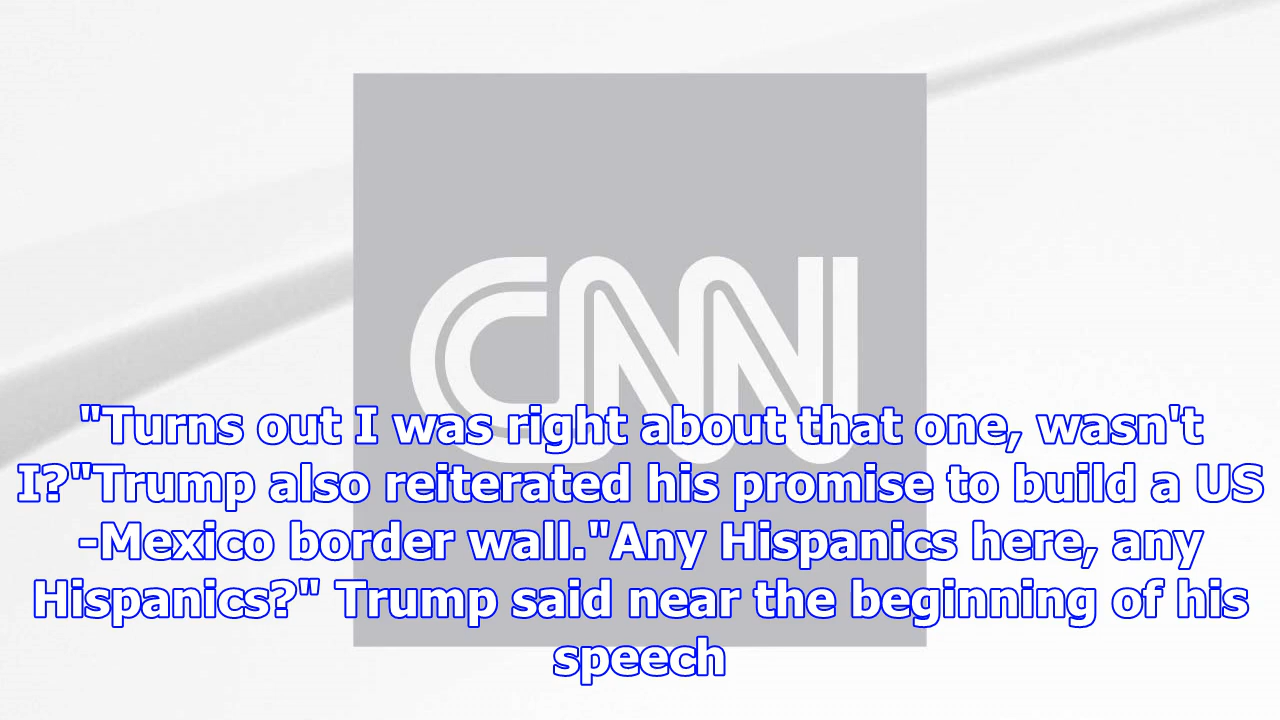 CNN
"Turns out I was right about that one, wasn't
I?"Trump also reiterated his promise to build a US
-Mexico border wall."Any Hispanics here, any
Hispanics?" Trump said near the beginning of his
speech